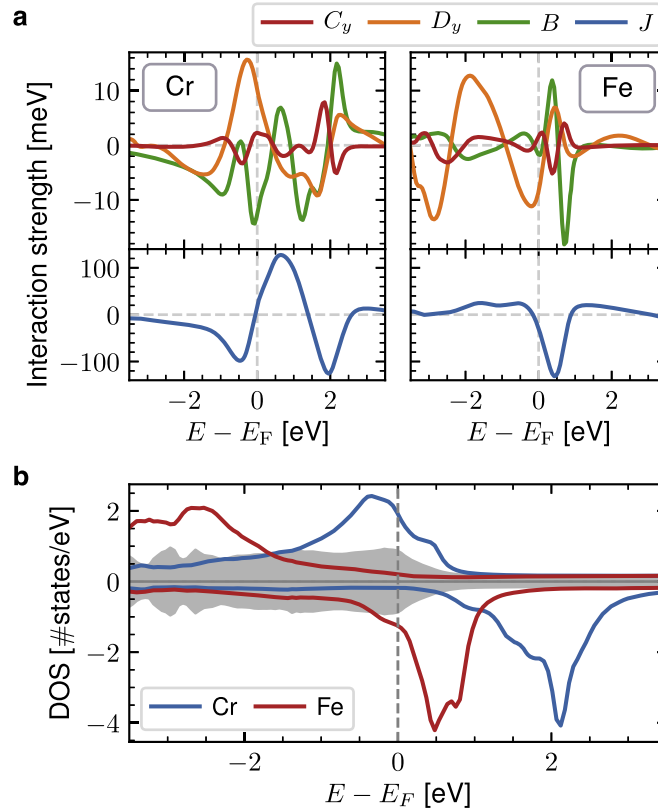 a
C_y D_y B J
Cr Fe
Interaction strength [meV]
10
0
−10
100
0
−100
−2 0 2 −2 0 2
E − E_F [eV] E − E_F [eV]
b
DOS [#states/eV]
2
0
−2
−4
Cr Fe
−2 0 2
E − E_F [eV]